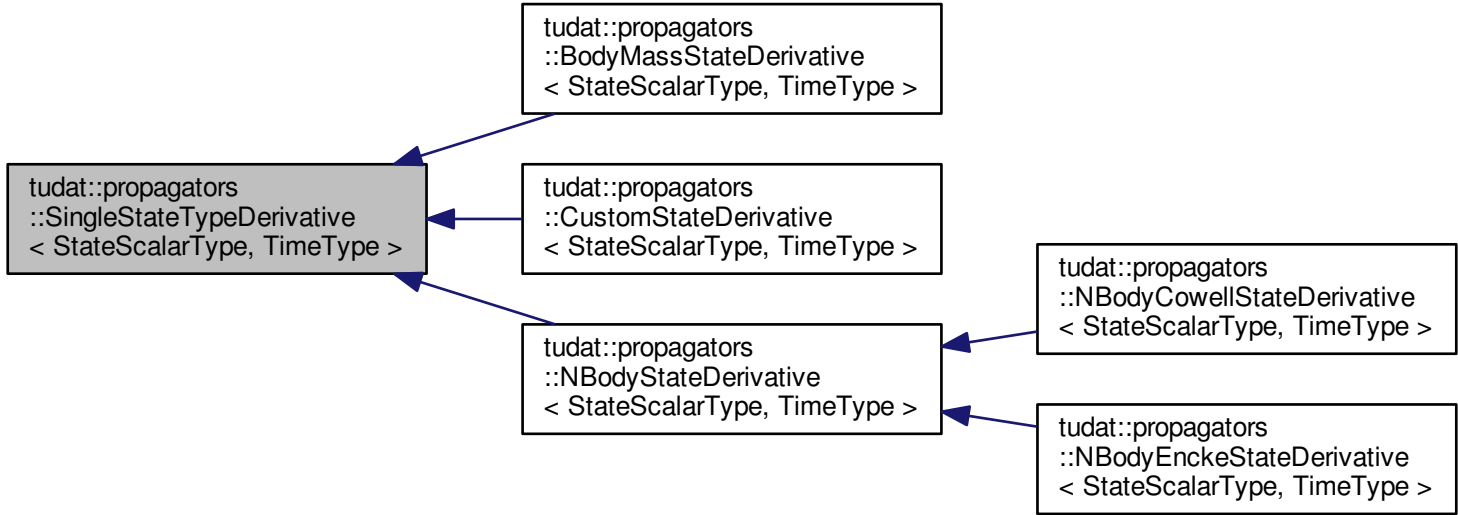 tudat::propagators
::BodyMassStateDerivative
< StateScalarType, TimeType >
tudat::propagators
::SingleStateTypeDerivative
< StateScalarType, TimeType >
tudat::propagators
::CustomStateDerivative
< StateScalarType, TimeType >
tudat::propagators
::NBodyStateDerivative
< StateScalarType, TimeType >
tudat::propagators
::NBodyCowellStateDerivative
< StateScalarType, TimeType >
tudat::propagators
::NBodyEnckeStateDerivative
< StateScalarType, TimeType >